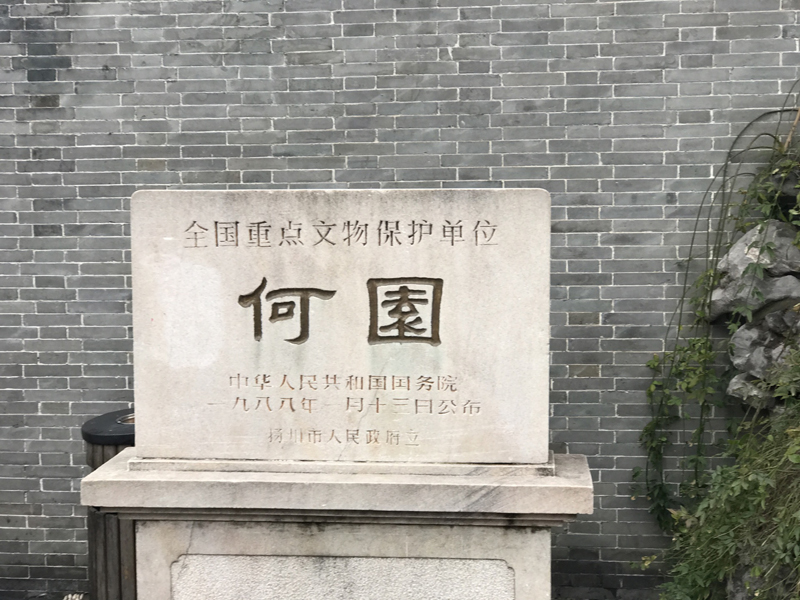 全国重点文物保护单位
何園
中华人民共和国国务院
一九八八年一月十三日公布
扬州市人民政府立